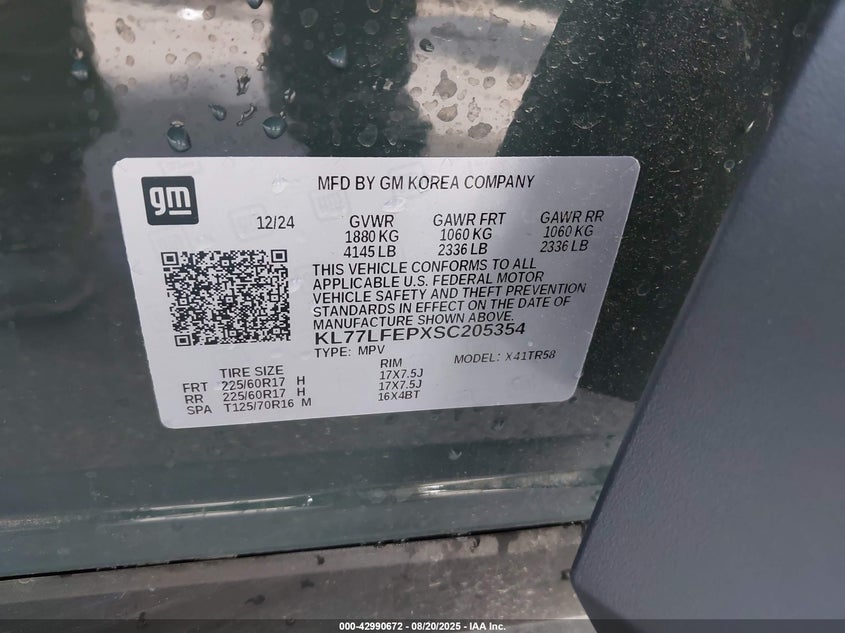 gm
MFD BY GM KOREA COMPANY
12/24
GVWR
1880 KG
4145 LB
GAWR FRT
1060 KG
2336 LB
GAWR RR
1060 KG
2336 LB
THIS VEHICLE CONFORMS TO ALL
APPLICABLE U.S. FEDERAL MOTOR
VEHICLE SAFETY AND THEFT PREVENTION
STANDARDS IN EFFECT ON THE DATE OF
MANUFACTURE SHOWN ABOVE.
KL77LFEPXSC205354
TYPE: MPV
MODEL: X41TR58
TIRE SIZE
RIM
FRT 225/60R17 H 17X7.5J
RR 225/60R17 H 17X7.5J
SPA T125/70R16 M 16X4BT
000-42990672 - 08/20/2025 - IAA Inc.